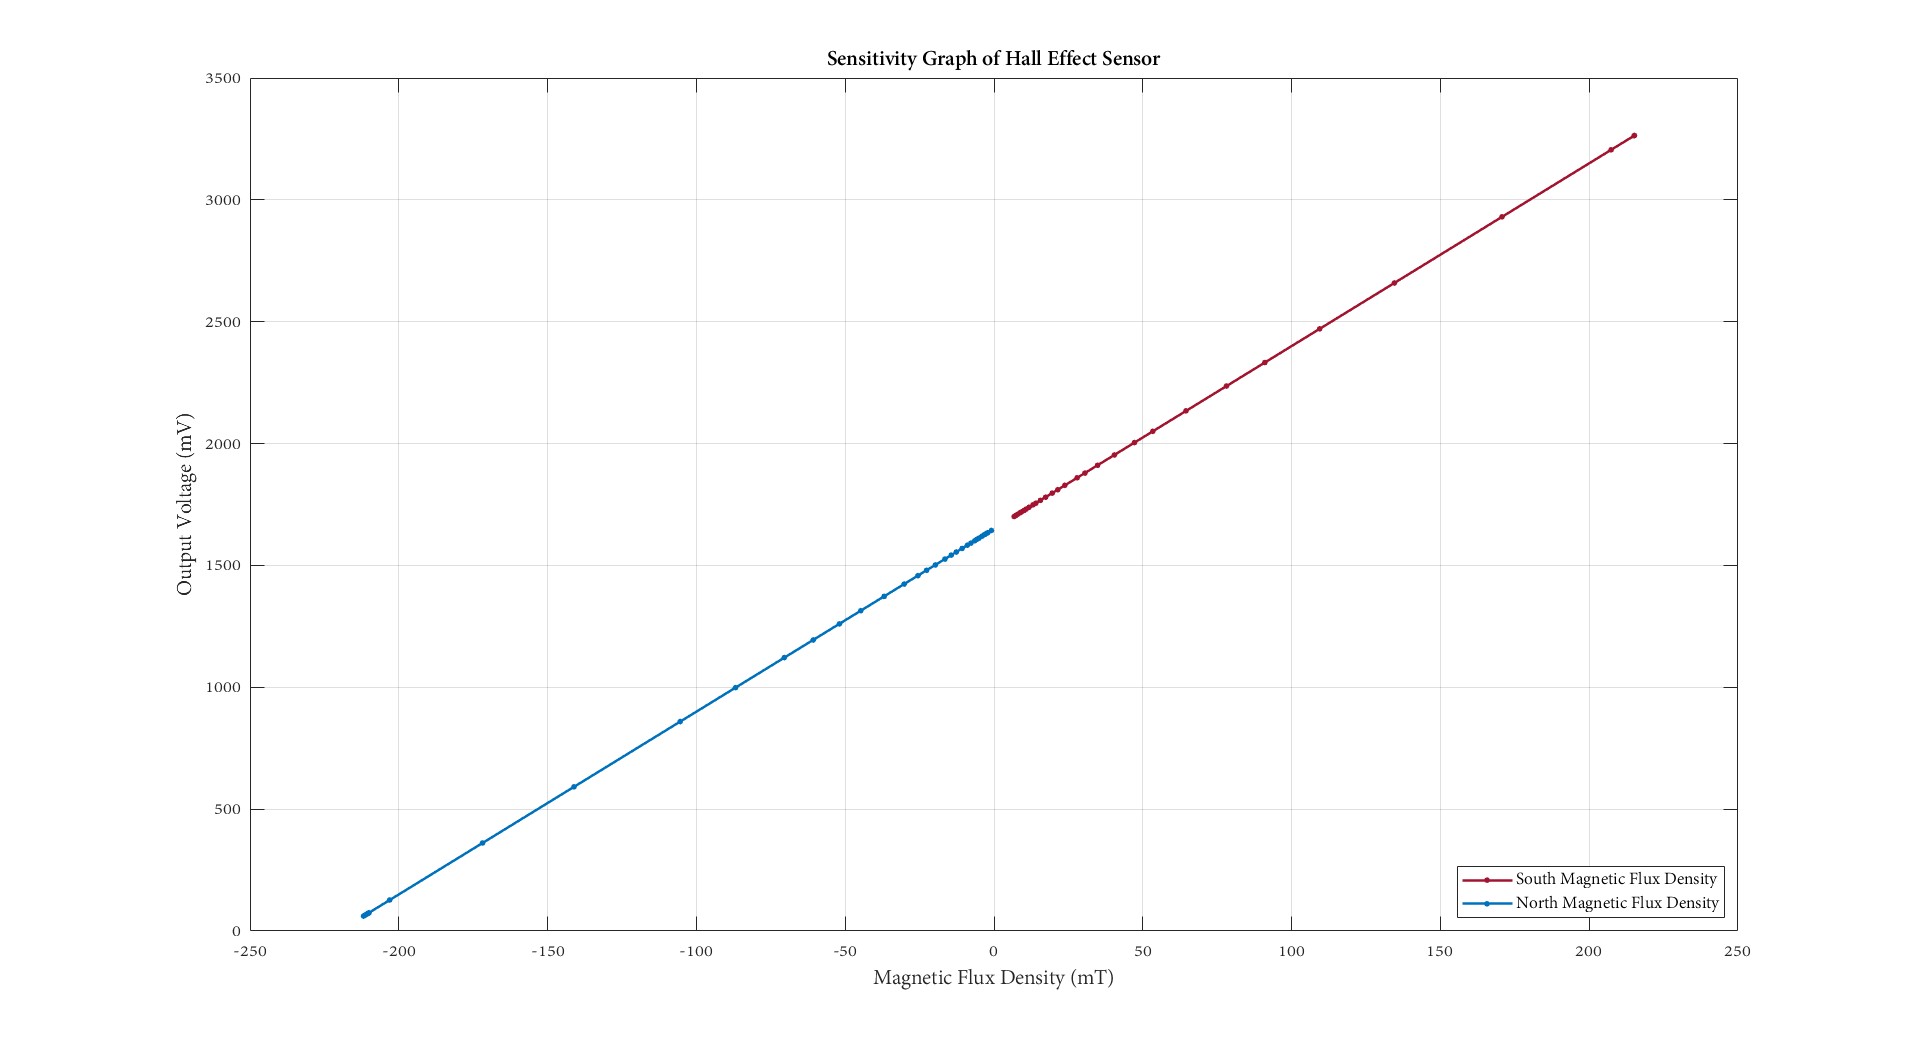 Sensitivity Graph of Hall Effect Sensor
3500
3000
2500
2000
1500
1000
500
0
Output Voltage (mV)
-250 -200 -150 -100 -50 0 50 100 150 200 250
Magnetic Flux Density (mT)
South Magnetic Flux Density
North Magnetic Flux Density